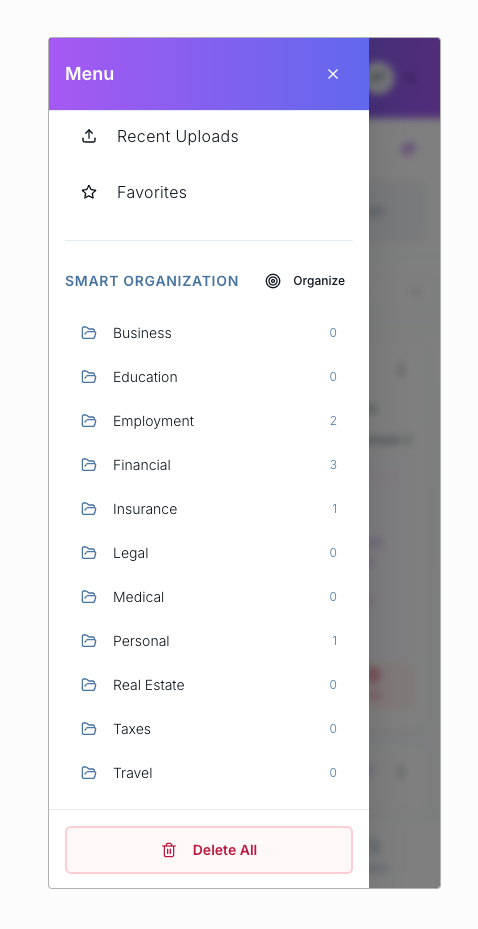 Menu
Recent Uploads
Favorites
SMART ORGANIZATION Organize
Business 0
Education 0
Employment 2
Financial 3
Insurance 1
Legal 0
Medical 0
Personal 1
Real Estate 0
Taxes 0
Travel 0
Delete All